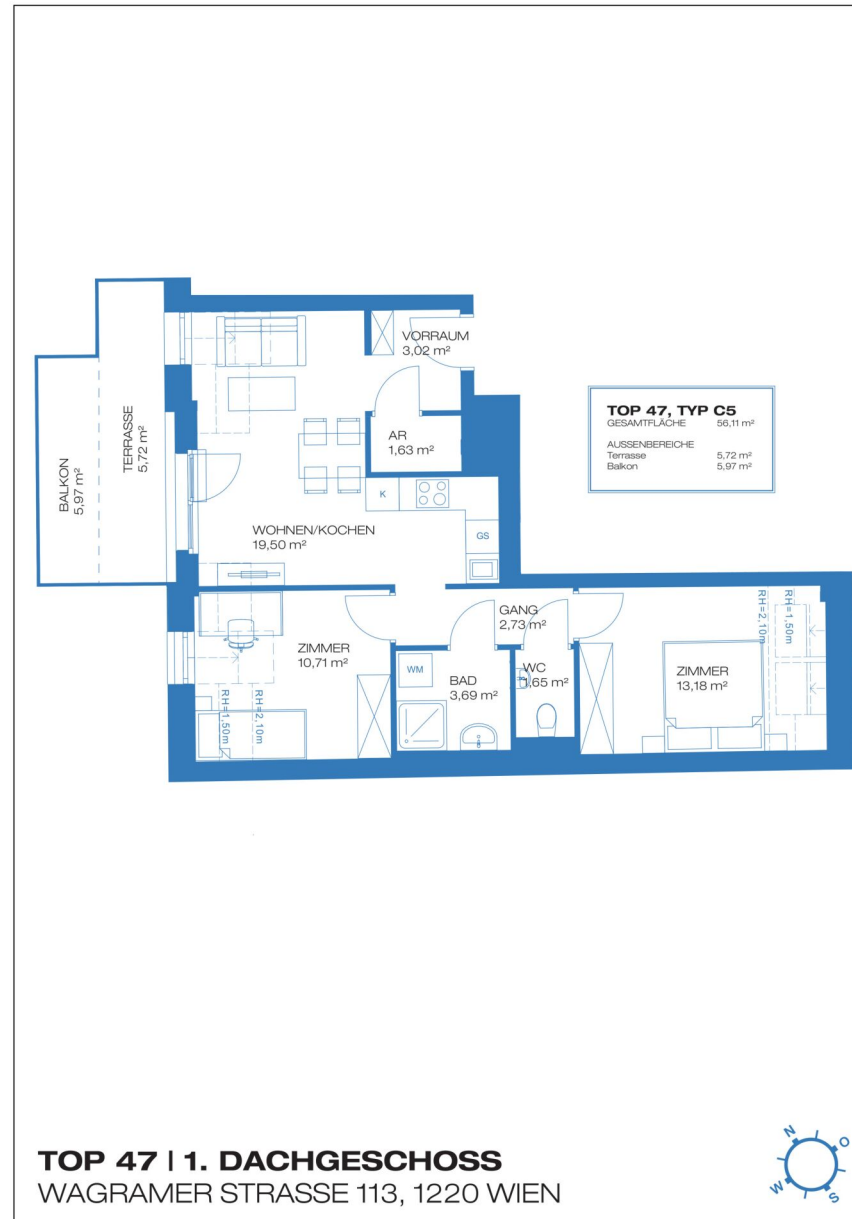 VORRAUM
3,02 m²
AR
1,63 m²
TERRASSE
5,72 m²
BALKON
5,97 m²
TOP 47, TYP C5
GESAMTFLÄCHE 56,11 m²
AUSSENBEREICHE
Terrasse 5,72 m²
Balkon 5,97 m²
K
GS
WOHNEN/KOCHEN
19,50 m²
GANG
2,73 m²
ZIMMER
10,71 m²
RH=1,50m
RH=2,10m
WM
BAD
3,69 m²
WC
1,65 m²
ZIMMER
13,18 m²
RH=2,10m
RH=1,50m
TOP 47 | 1. DACHGESCHOSS
WAGRAMER STRASSE 113, 1220 WIEN
N
O
W
S